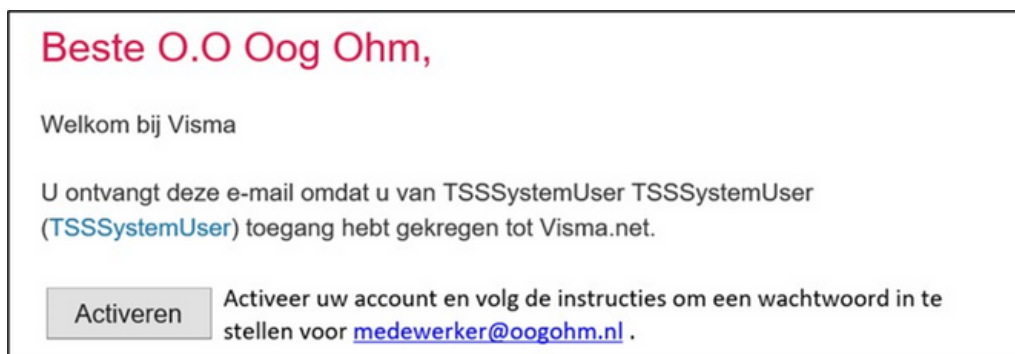 Beste O.O Oog Ohm,
Welkom bij Visma
U ontvangt deze e-mail omdat u van TSSSystemUser TSSSystemUser
(TSSSystemUser) toegang hebt gekregen tot Visma.net.
Activeren
Activeer uw account en volg de instructies om een wachtwoord in te
stellen voor medewerker@oogohm.nl .